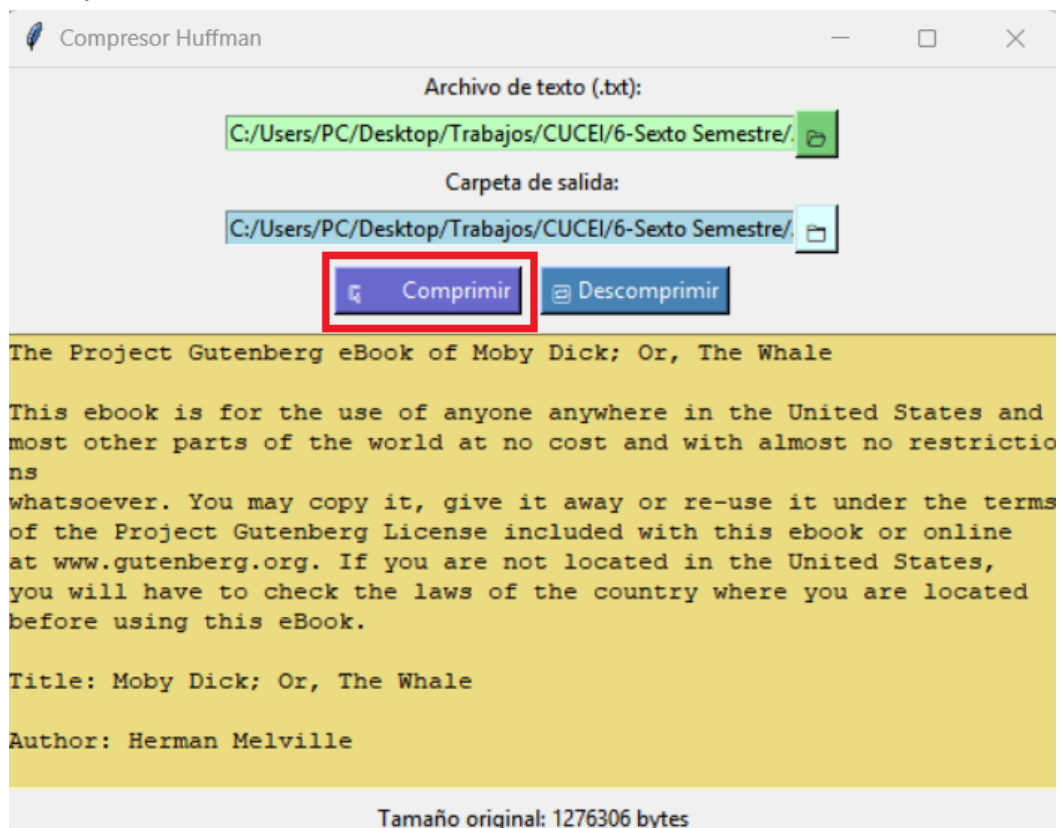 Compresor Huffman
Archivo de texto (.txt):
C:/Users/PC/Desktop/Trabajos/CUCEI/6-Sexto Semestre/.
Carpeta de salida:
C:/Users/PC/Desktop/Trabajos/CUCEI/6-Sexto Semestre/.
Comprimir Descomprimir
The Project Gutenberg eBook of Moby Dick; Or, The Whale
This ebook is for the use of anyone anywhere in the United States and
most other parts of the world at no cost and with almost no restrictio
ns
whatsoever. You may copy it, give it away or re-use it under the terms
of the Project Gutenberg License included with this ebook or online
at www.gutenberg.org. If you are not located in the United States,
you will have to check the laws of the country where you are located
before using this eBook.
Title: Moby Dick; Or, The Whale
Author: Herman Melville
Tamaño original: 1276306 bytes